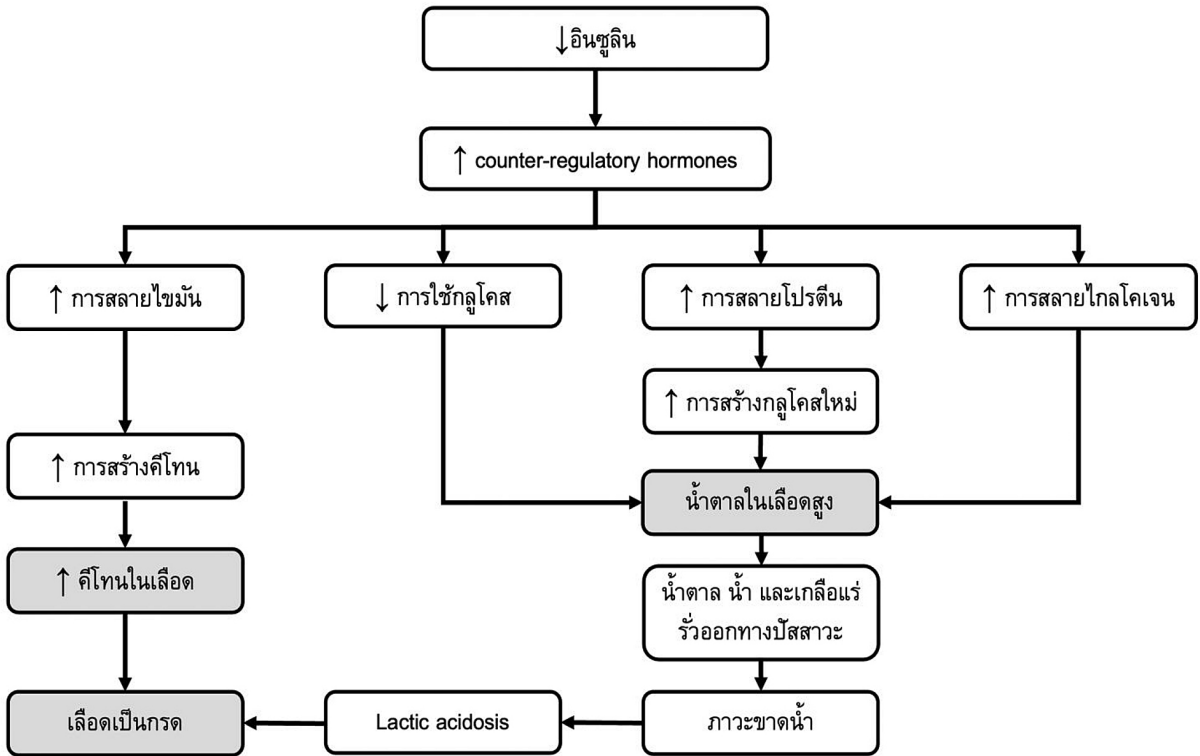 ↓อินซูลิน
↑ counter-regulatory hormones
↑ การสลายไขมัน
↓ การใช้กลูโคส
↑ การสลายโปรตีน
↑ การสลายไกลโคเจน
↑ การสร้างกลูโคสใหม่
↑ การสร้างคีโทน
น้ำตาลในเลือดสูง
↑ คีโทนในเลือด
น้ำตาล น้ำ และเกลือแร่
รั่วออกทางปัสสาวะ
เลือดเป็นกรด
Lactic acidosis
ภาวะขาดน้ำ